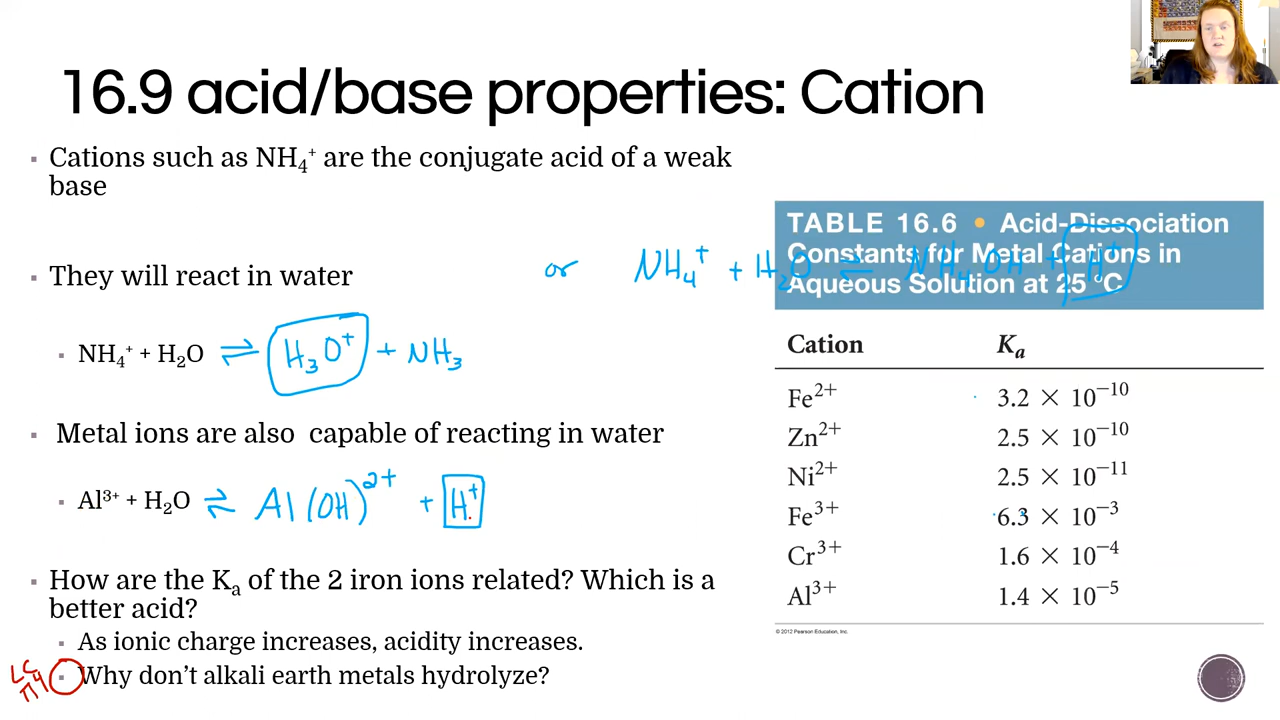 16.9 acid/base properties: Cation
▪ Cations such as NH₄⁺ are the conjugate acid of a weak
base
▪ They will react in water
or NH₄⁺ + H₂O ⇌ NH₄OH + H⁺
▪ NH₄⁺ + H₂O ⇌ H₃O⁺ + NH₃
▪ Metal ions are also capable of reacting in water
▪ Al³⁺ + H₂O ⇌ Al(OH)²⁺ + H⁺
▪ How are the Kₐ of the 2 iron ions related? Which is a
better acid?
▪ As ionic charge increases, acidity increases.
▪ Why don’t alkali earth metals hydrolyze?
TABLE 16.6 • Acid-Dissociation
Constants for Metal Cations in
Aqueous Solution at 25 °C
Cation Kₐ
Fe²⁺ 3.2 × 10⁻¹⁰
Zn²⁺ 2.5 × 10⁻¹⁰
Ni²⁺ 2.5 × 10⁻¹¹
Fe³⁺ 6.3 × 10⁻³
Cr³⁺ 1.6 × 10⁻⁴
Al³⁺ 1.4 × 10⁻⁵
© 2012 Pearson Education, Inc.